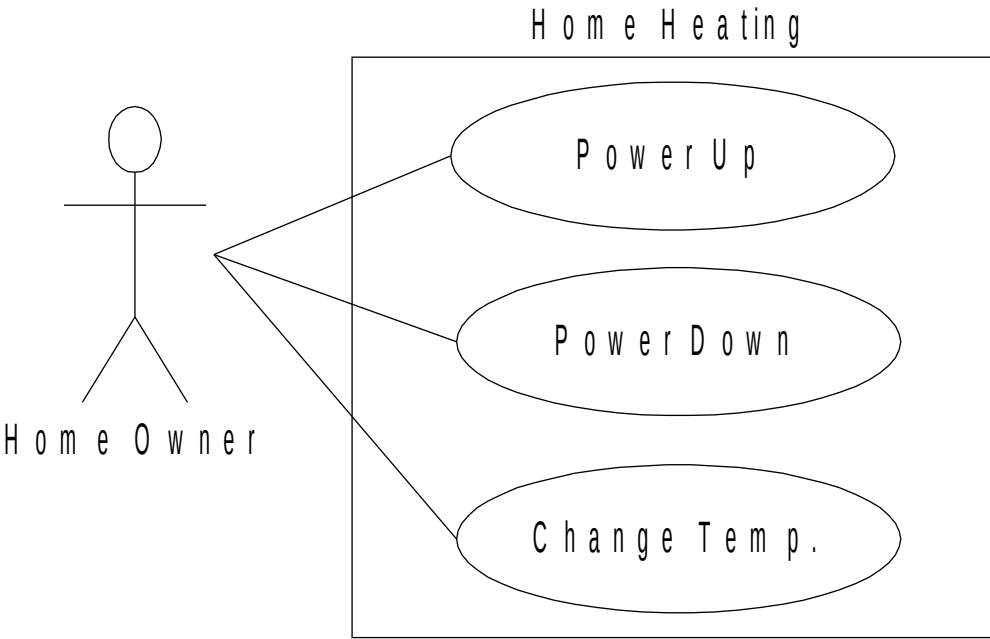 Home Heating
Power Up
Power Down
Home Owner
Change Temp.